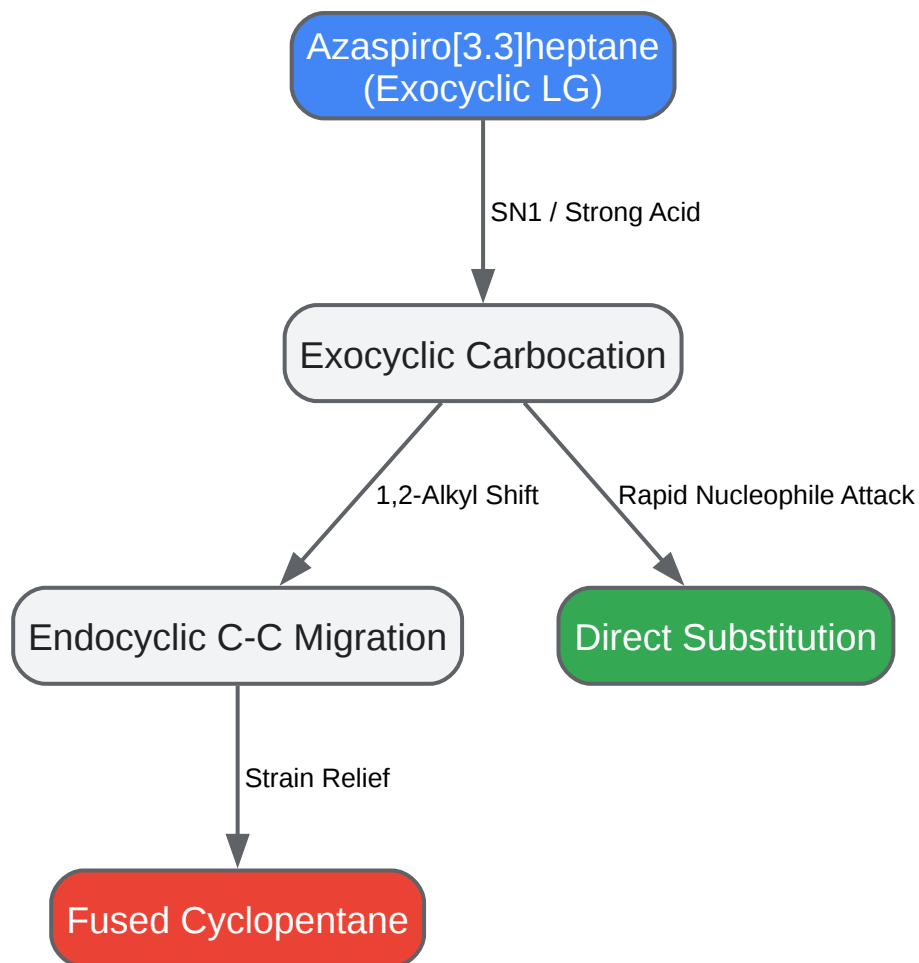 Azaspiro[3.3]heptane
(Exocyclic LG)
SN1 / Strong Acid
Exocyclic Carbocation
1,2-Alkyl Shift
Rapid Nucleophile Attack
Endocyclic C-C Migration
Direct Substitution
Strain Relief
Fused Cyclopentane